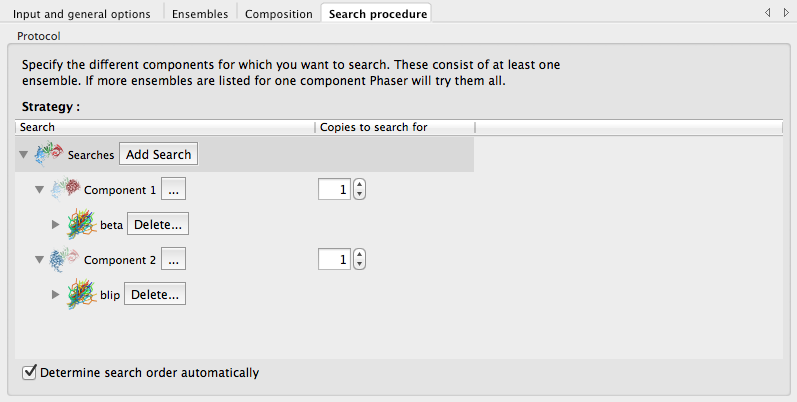 Input and general options Ensembles Composition Search procedure
Protocol
Specify the different components for which you want to search. These consist of at least one
ensemble. If more ensembles are listed for one component Phaser will try them all.
Strategy :
Search Copies to search for
Searches Add Search
Component 1 ... 1
beta Delete...
Component 2 ... 1
blip Delete...
Determine search order automatically